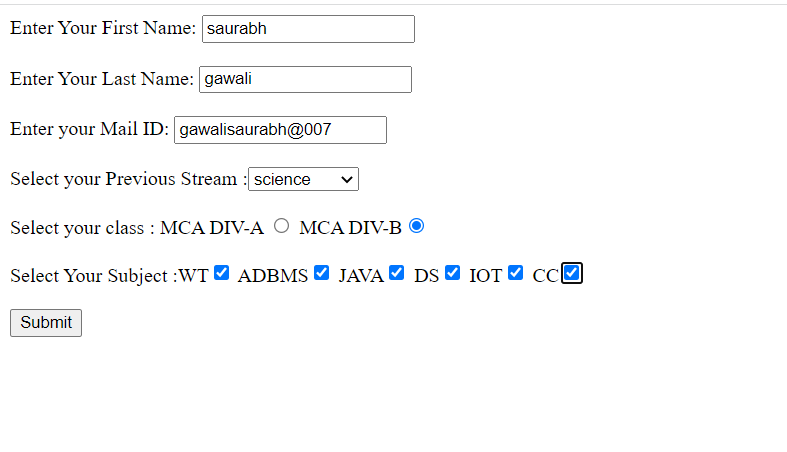 Enter Your First Name: saurabh
Enter Your Last Name: gawali
Enter your Mail ID: gawalisaurabh@007
Select your Previous Stream :science
Select your class : MCA DIV-A MCA DIV-B
Select Your Subject :WT ADBMS JAVA DS IOT CC
Submit